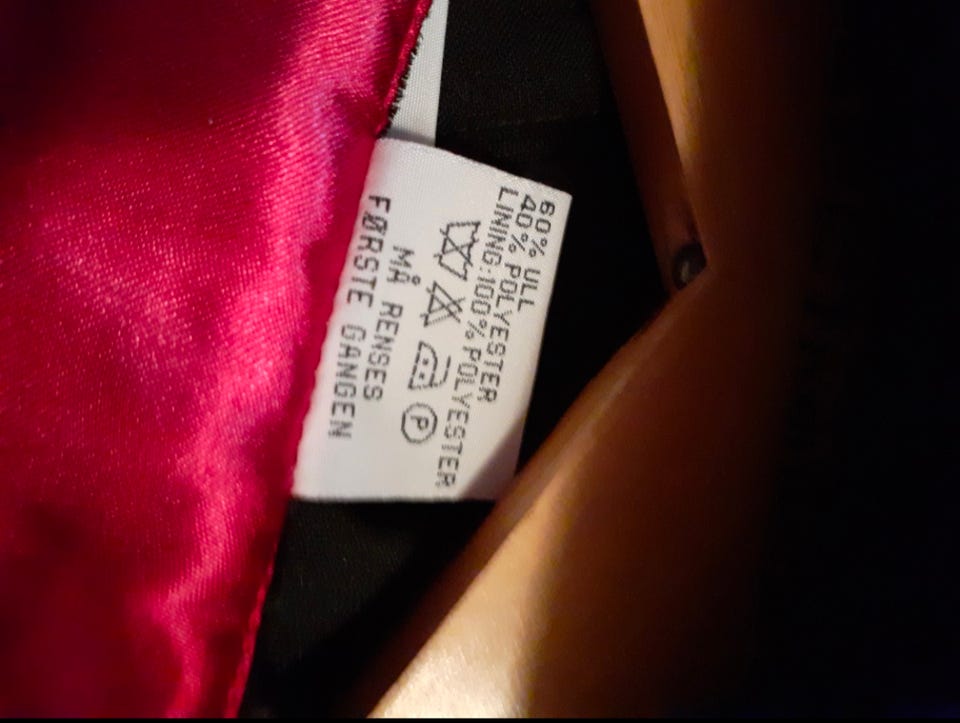 60% ULL
40% POLYESTER
LINING:100% POLYESTER
P
MÅ RENSES
FØRSTE GANGEN